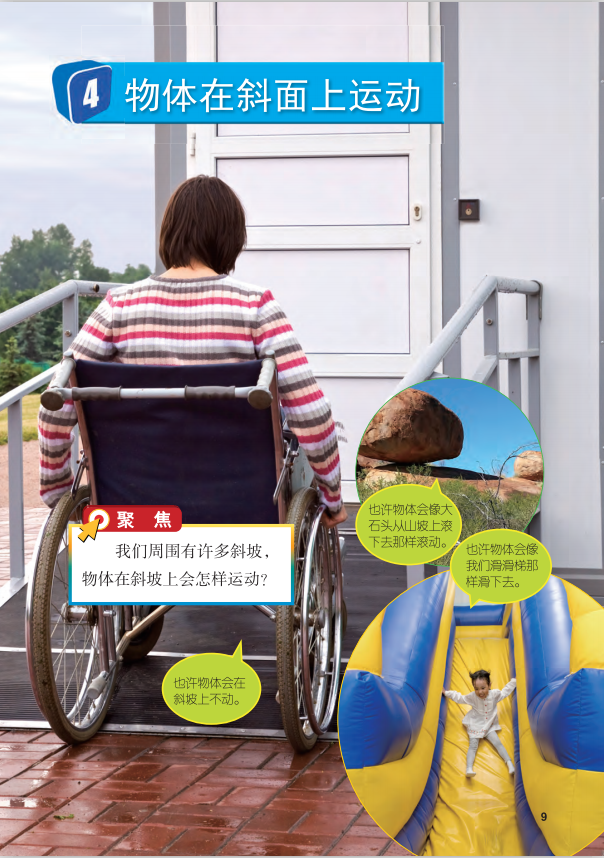 4 物体在斜面上运动
聚 焦
我们周围有许多斜坡，
物体在斜坡上会怎样运动？
也许物体会像大
石头从山坡上滚
下去那样滚动。
也许物体会像
我们滑滑梯那
样滑下去。
也许物体会在
斜坡上不动。
9